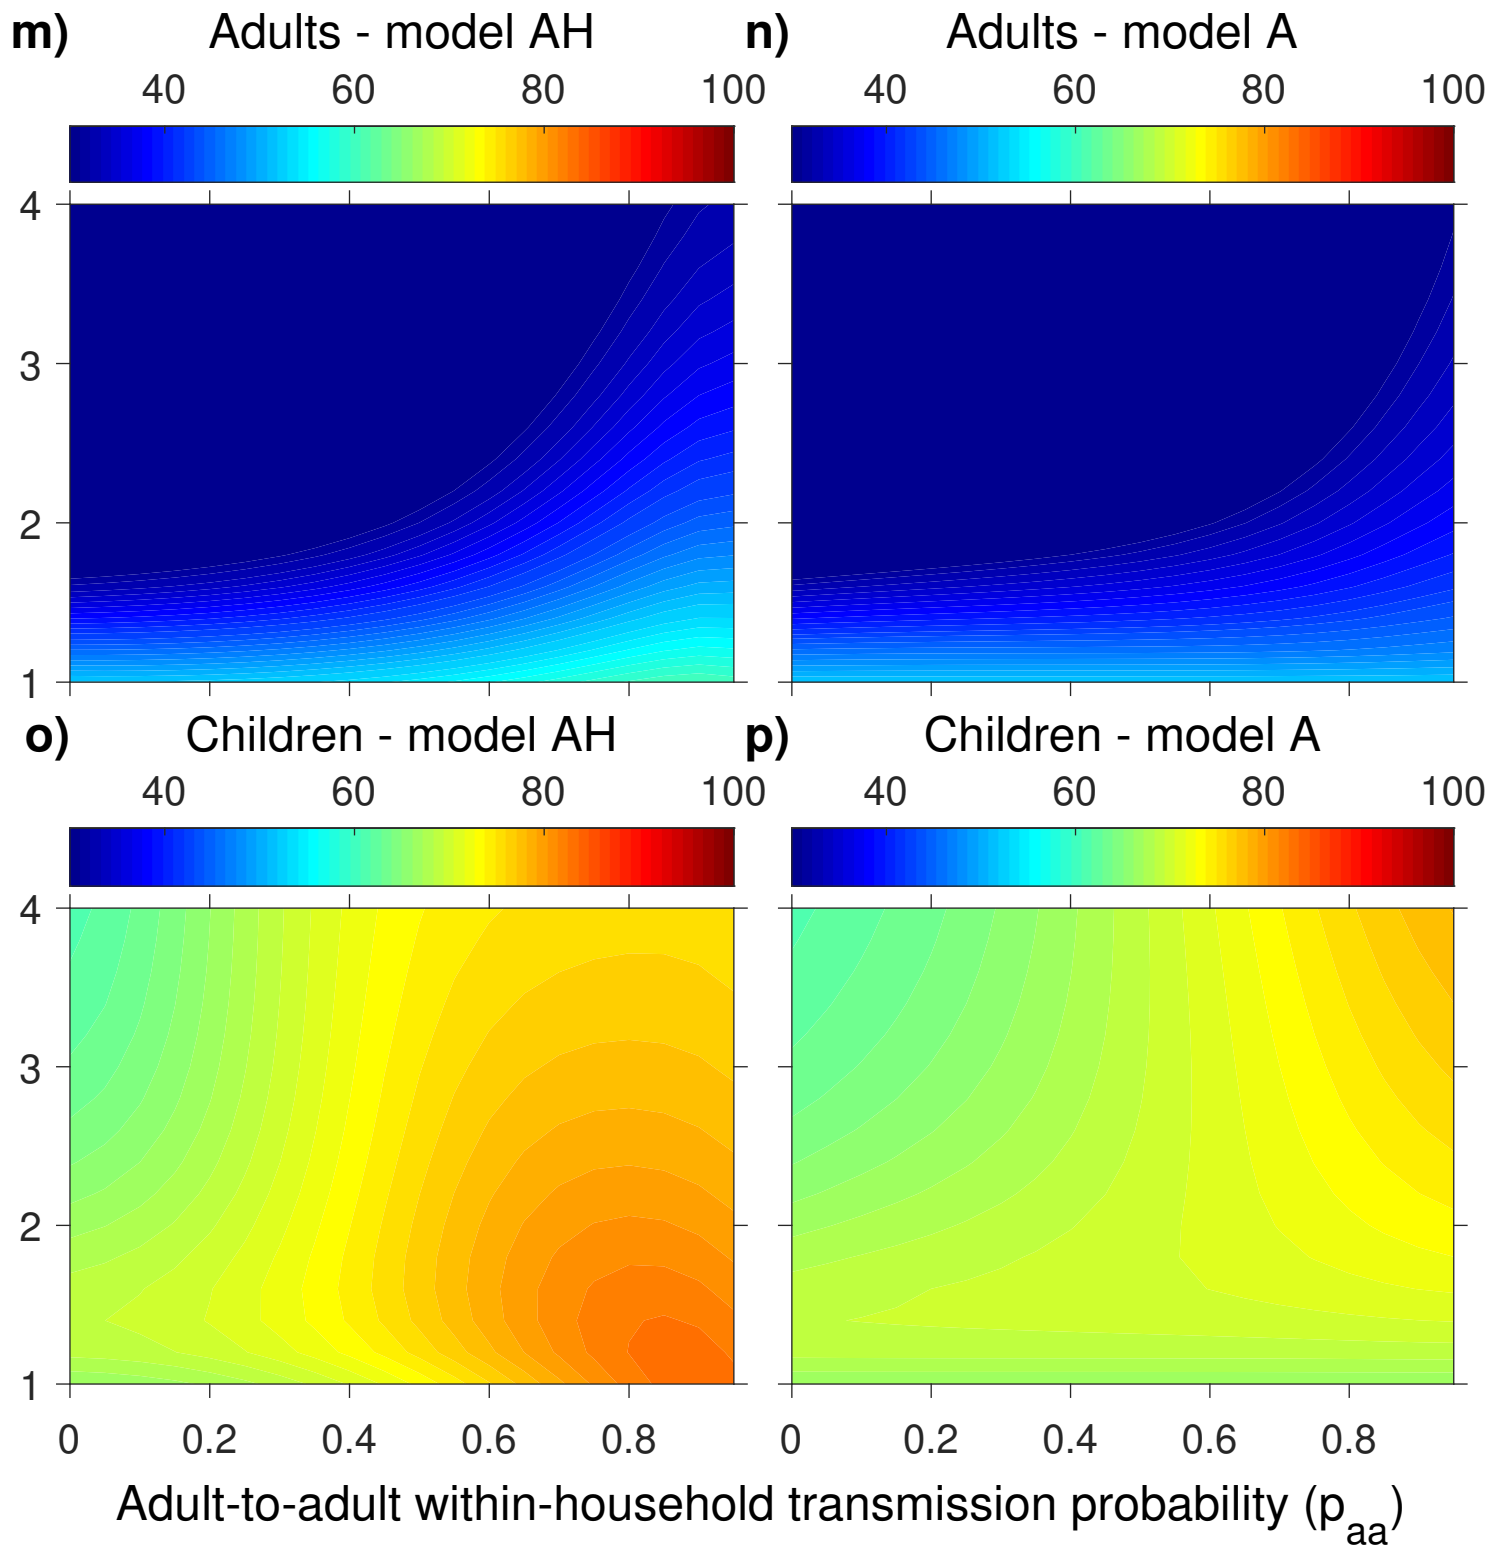 m) Adults - model AH n) Adults - model A
40 60 80 100 40 60 80 100
4
3
2
1
o) Children - model AH p) Children - model A
40 60 80 100 40 60 80 100
4
3
2
1
0 0.2 0.4 0.6 0.8 0 0.2 0.4 0.6 0.8
Adult-to-adult within-household transmission probability (p_aa)